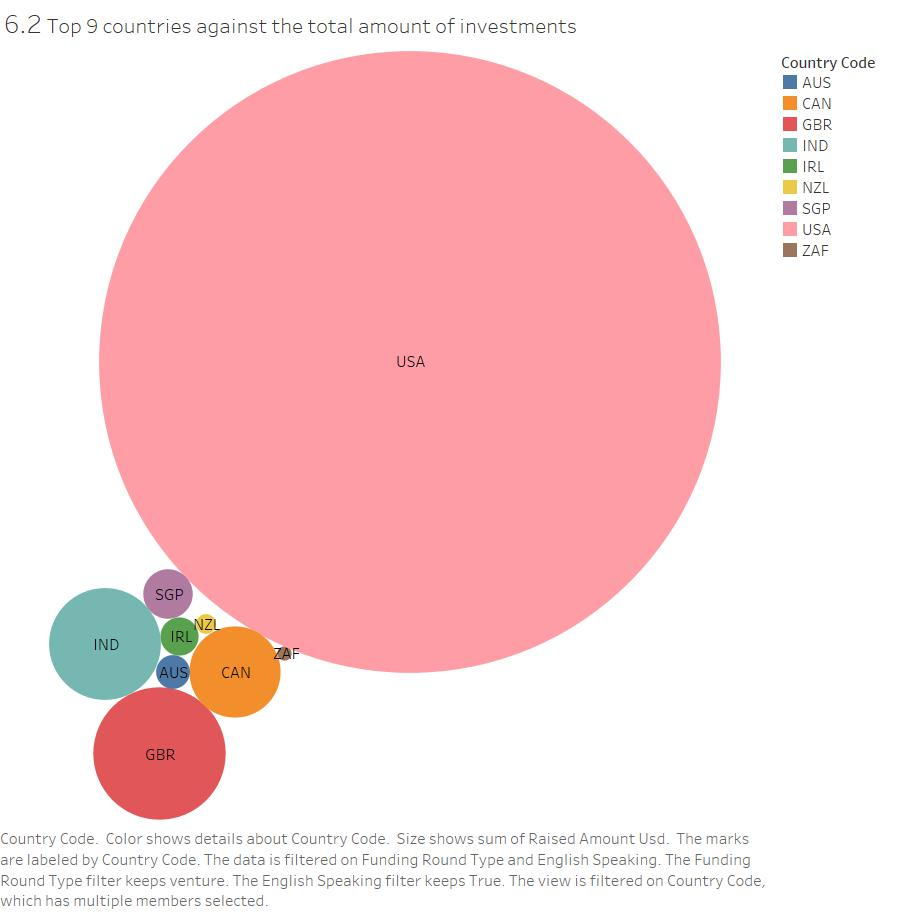 6.2 Top 9 countries against the total amount of investments
Country Code
AUS
CAN
GBR
IND
IRL
NZL
SGP
USA
ZAF
USA
SGP
NZL
IRL
IND
ZAF
AUS
CAN
GBR
Country Code.  Color shows details about Country Code.  Size shows sum of Raised Amount Usd.  The marks
are labeled by Country Code. The data is filtered on Funding Round Type and English Speaking. The Funding
Round Type filter keeps venture. The English Speaking filter keeps True. The view is filtered on Country Code,
which has multiple members selected.